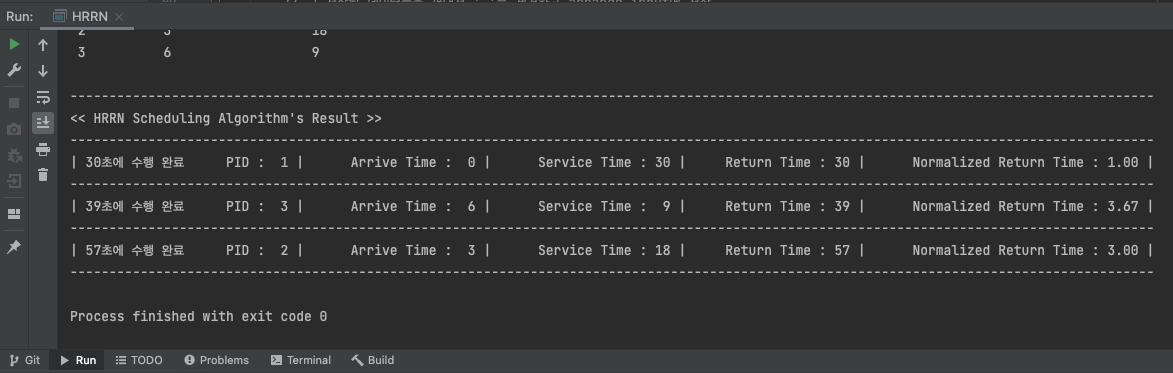 Run: HRRN ×
2 3 18
3 6 9
--------------------------------------------------------------------------------------------------------------------------------------------
<< HRRN Scheduling Algorithm's Result >>
--------------------------------------------------------------------------------------------------------------------------------------------
| 30초에 수행 완료 PID : 1 | Arrive Time : 0 | Service Time : 30 | Return Time : 30 | Normalized Return Time : 1.00 |
--------------------------------------------------------------------------------------------------------------------------------------------
| 39초에 수행 완료 PID : 3 | Arrive Time : 6 | Service Time : 9 | Return Time : 39 | Normalized Return Time : 3.67 |
--------------------------------------------------------------------------------------------------------------------------------------------
| 57초에 수행 완료 PID : 2 | Arrive Time : 3 | Service Time : 18 | Return Time : 57 | Normalized Return Time : 3.00 |
--------------------------------------------------------------------------------------------------------------------------------------------
Process finished with exit code 0
Git Run TODO Problems Terminal Build